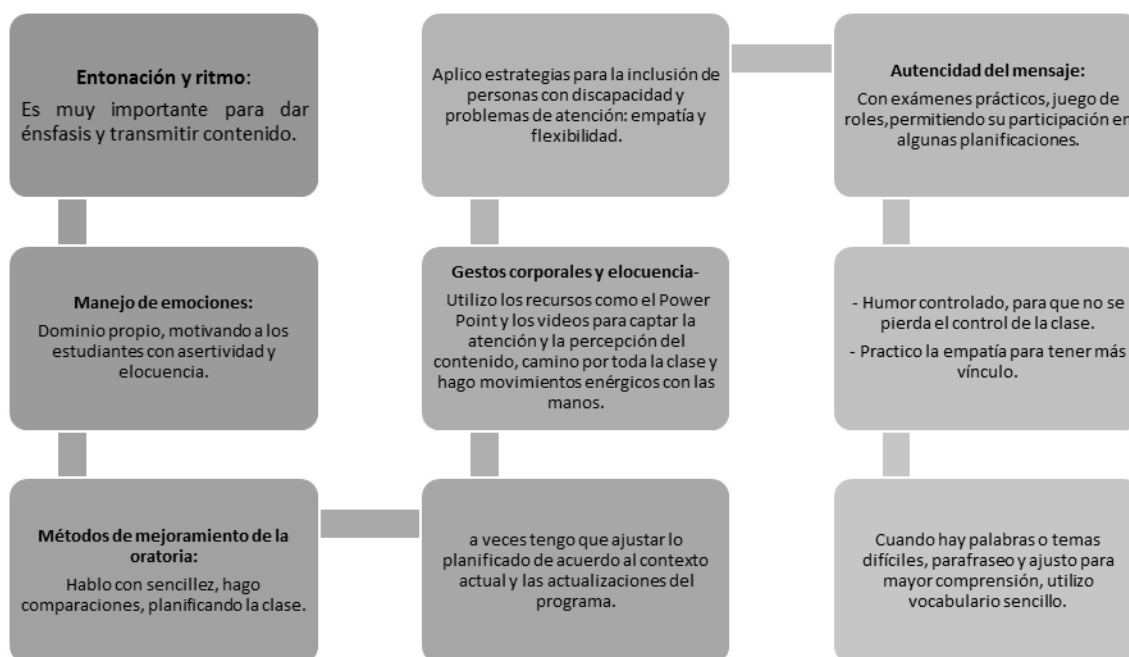 Entonación y ritmo:
Es muy importante para dar
énsfasis y transmitir contenido.
Manejo de emociones:
Dominio propio, motivando a los
estudiantes con asertividad y
elocuencia.
Métodos de mejoramiento de la
oratoria:
Hablo con sencillez, hago
comparaciones, planificando la clase.
a veces tengo que ajustar lo
planificado de acuerdo al contexto
actual y las actualizaciones del
programa.
Gestos corporales y elocuencia-
Utilizo los recursos como el Power
Point y los videos para captar la
atención y la percepción del
contenido, camino por toda la clase y
hago movimientos enérgicos con las
manos.
Aplico estrategias para la inclusión de
personas con discapacidad y
problemas de atención: empatía y
flexibilidad.
Autencidad del mensaje:
Con exámenes prácticos, juego de
roles,permitiendo su participación en
algunas planificaciones.
- Humor controlado, para que no se
pierda el control de la clase.
- Practico la empatía para tener más
vínculo.
Cuando hay palabras o temas
difíciles, parafraseo y ajusto para
mayor comprensión, utilizo
vocabulario sencillo.